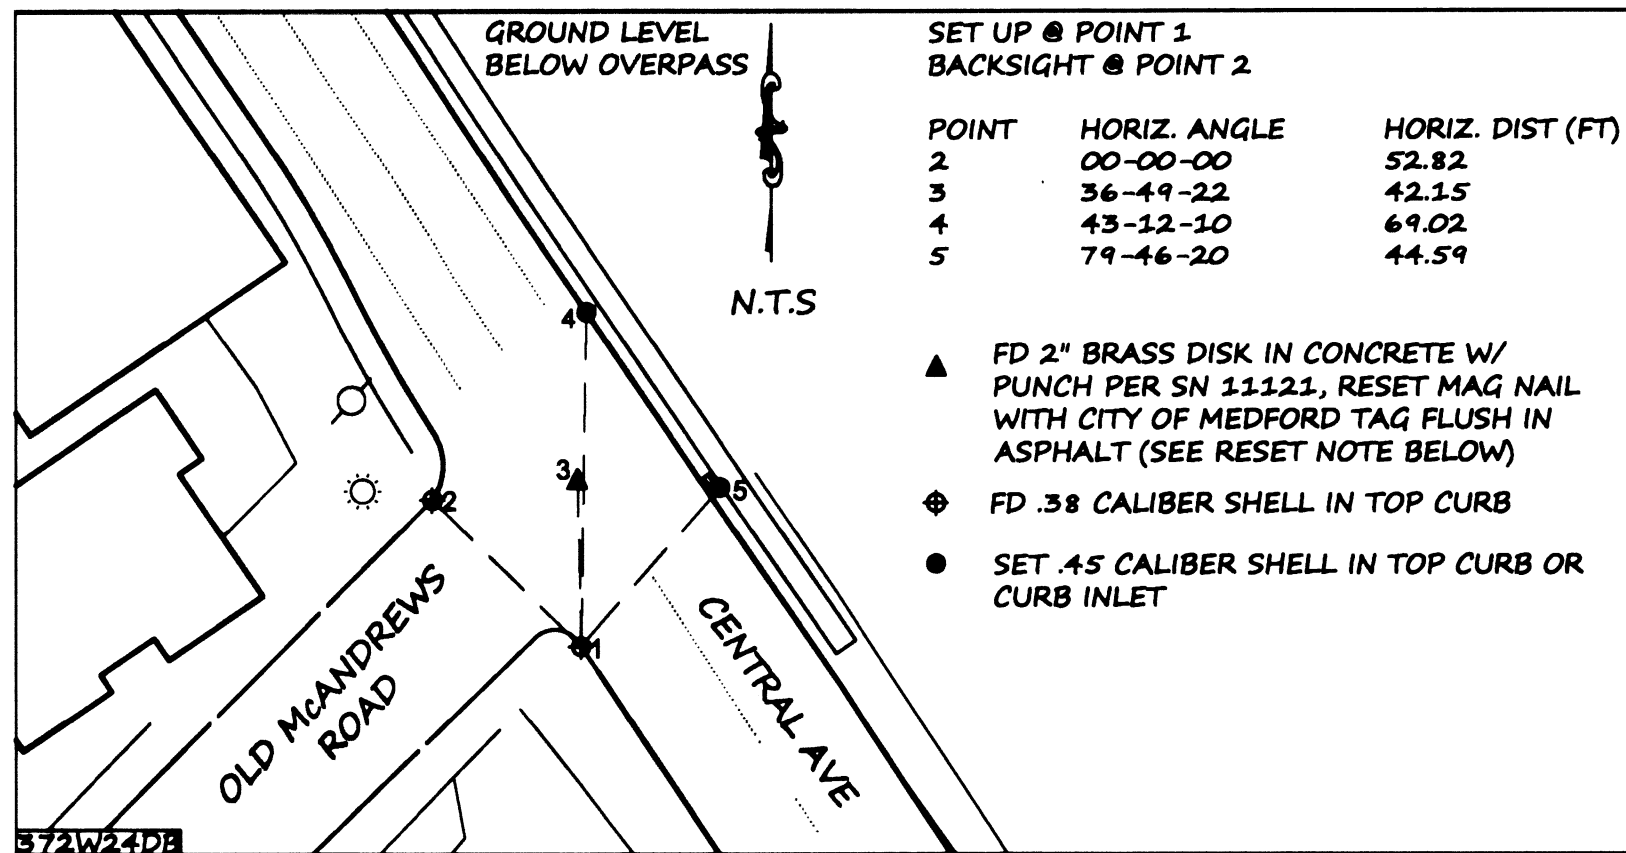 GROUND LEVEL
BELOW OVERPASS
N.T.S
SET UP @ POINT 1
BACKSIGHT @ POINT 2
POINT HORIZ. ANGLE HORIZ. DIST (FT)
2 00-00-00 52.82
3 36-49-22 42.15
4 43-12-10 69.02
5 79-46-20 44.59
FD 2" BRASS DISK IN CONCRETE W/
PUNCH PER SN 11121, RESET MAG NAIL
WITH CITY OF MEDFORD TAG FLUSH IN
ASPHALT (SEE RESET NOTE BELOW)
FD .38 CALIBER SHELL IN TOP CURB
SET .45 CALIBER SHELL IN TOP CURB OR
CURB INLET
4
3
5
2
1
OLD McANDREWS
ROAD
CENTRAL AVE
372W24DB